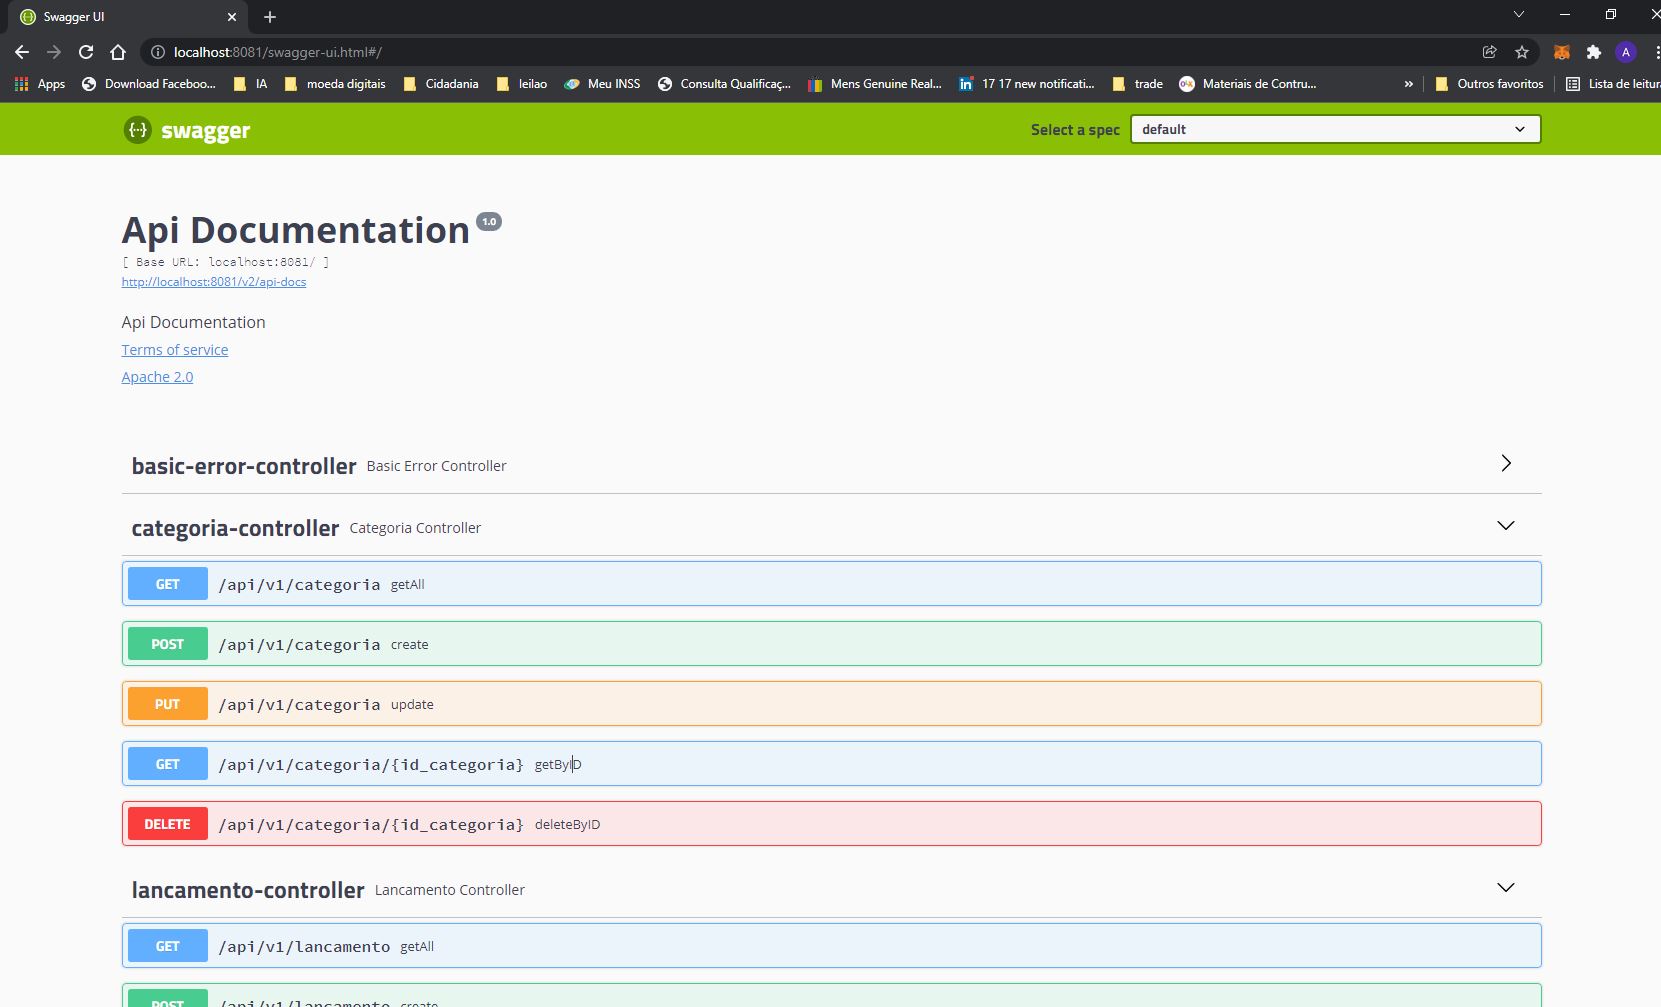 Swagger UI
localhost:8081/swagger-ui.html#/
A
Apps Download Faceboo... IA moeda digitais Cidadania leilao Meu INSS Consulta Qualificaç... Mens Genuine Real... 17 17 new notificati... trade Materiais de Contru... » Outros favoritos Lista de leitura
swagger Select a spec default
Api Documentation 1.0
[ Base URL: localhost:8081/ ]
http://localhost:8081/v2/api-docs
Api Documentation
Terms of service
Apache 2.0
basic-error-controller Basic Error Controller
categoria-controller Categoria Controller
GET /api/v1/categoria getAll
POST /api/v1/categoria create
PUT /api/v1/categoria update
GET /api/v1/categoria/{id_categoria} getByID
DELETE /api/v1/categoria/{id_categoria} deleteByID
lancamento-controller Lancamento Controller
GET /api/v1/lancamento getAll
POST /api/v1/lancamento create